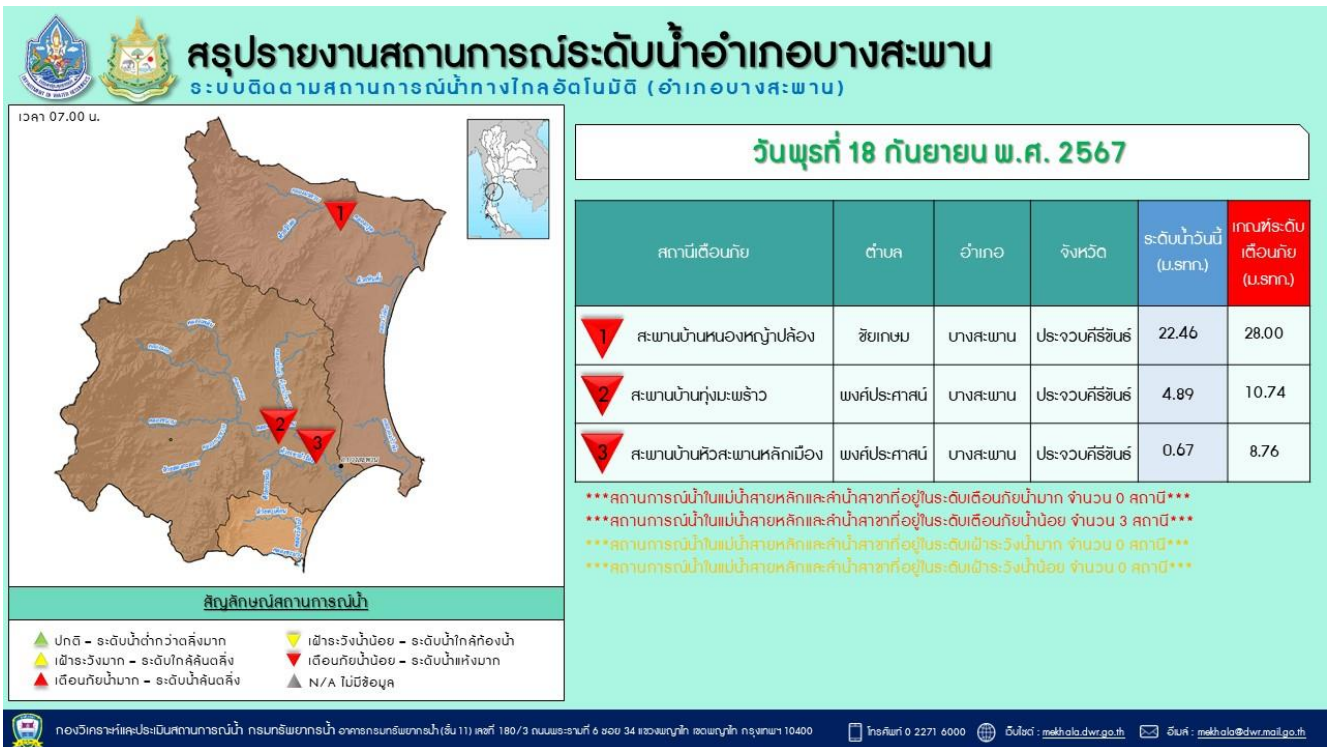 สรุปรายงานสถานการณ์ระดับน้ำอำเภอบางสะพาน
ระบบติดตามสถานการณ์น้ำทางไกลอัตโนมัติ (อำเภอบางสะพาน)
เวลา 07.00 น.
1
2
3
วันพุธที่ 18 กันยายน พ.ศ. 2567
สถานีเตือนภัย ตำบล อำเภอ จังหวัด ระดับน้ำวันนี้ (ม.รทก.) เกณฑ์ระดับเตือนภัย (ม.รทก.)
1 สะพานบ้านหนองหญ้าปล้อง ชัยเกษม บางสะพาน ประจวบคีรีขันธ์ 22.46 28.00
2 สะพานบ้านทุ่งมะพร้าว พงศ์ประศาสน์ บางสะพาน ประจวบคีรีขันธ์ 4.89 10.74
3 สะพานบ้านหัวสะพานหลักเมือง พงศ์ประศาสน์ บางสะพาน ประจวบคีรีขันธ์ 0.67 8.76
***สถานการณ์น้ำในแม่น้ำสายหลักและลำน้ำสาขาที่อยู่ในระดับเตือนภัยน้ำมาก จำนวน 0 สถานี***
***สถานการณ์น้ำในแม่น้ำสายหลักและลำน้ำสาขาที่อยู่ในระดับเตือนภัยน้ำน้อย จำนวน 3 สถานี***
***สถานการณ์น้ำในแม่น้ำสายหลักและลำน้ำสาขาที่อยู่ในระดับเฝ้าระวังน้ำมาก จำนวน 0 สถานี***
***สถานการณ์น้ำในแม่น้ำสายหลักและลำน้ำสาขาที่อยู่ในระดับเฝ้าระวังน้ำน้อย จำนวน 0 สถานี***
สัญลักษณ์สถานการณ์น้ำ
ปกติ – ระดับน้ำต่ำกว่าตลิ่งมาก
เฝ้าระวังมาก – ระดับใกล้ล้นตลิ่ง
เตือนภัยน้ำมาก – ระดับน้ำล้นตลิ่ง
เฝ้าระวังน้ำน้อย – ระดับน้ำใกล้ท้องน้ำ
เตือนภัยน้ำน้อย – ระดับน้ำแห้งมาก
N/A ไม่มีข้อมูล
กองวิเคราะห์และประเมินสถานการณ์น้ำ กรมทรัพยากรน้ำ อาคารกรมทรัพยากรน้ำ (ชั้น 11) เลขที่ 180/3 ถนนพระรามที่ 6 ซอย 34 แขวงพญาไท เขตพญาไท กรุงเทพฯ 10400 โทรศัพท์ 0 2271 6000 เว็บไซต์ : mekhala.dwr.go.th อีเมล์ : mekhala@dwr.mail.go.th